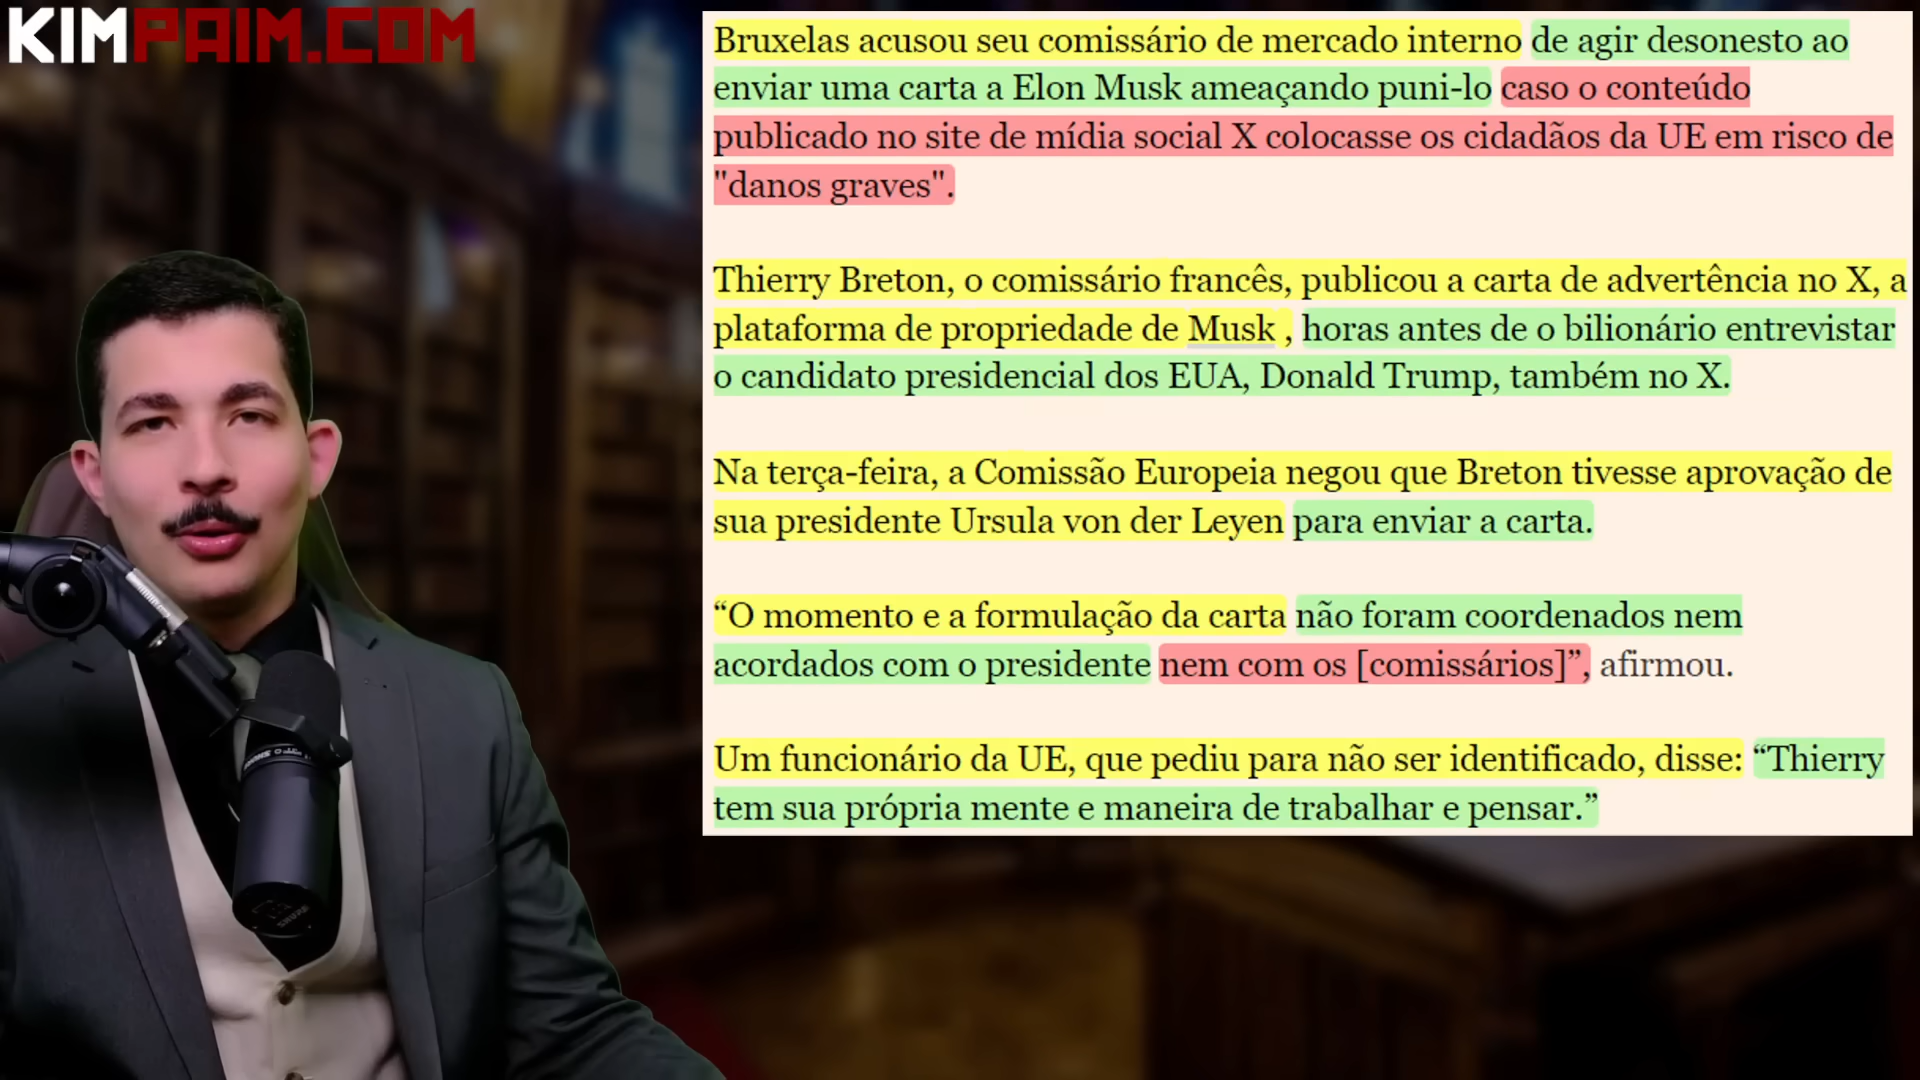 KIMPAIM.COM
Bruxelas acusou seu comissário de mercado interno de agir desonesto ao
enviar uma carta a Elon Musk ameaçando puni-lo caso o conteúdo
publicado no site de mídia social X colocasse os cidadãos da UE em risco de
"danos graves".
Thierry Breton, o comissário francês, publicou a carta de advertência no X, a
plataforma de propriedade de Musk , horas antes de o bilionário entrevistar
o candidato presidencial dos EUA, Donald Trump, também no X.
Na terça-feira, a Comissão Europeia negou que Breton tivesse aprovação de
sua presidente Ursula von der Leyen para enviar a carta.
“O momento e a formulação da carta não foram coordenados nem
acordados com o presidente nem com os [comissários]”, afirmou.
Um funcionário da UE, que pediu para não ser identificado, disse: “Thierry
tem sua própria mente e maneira de trabalhar e pensar.”